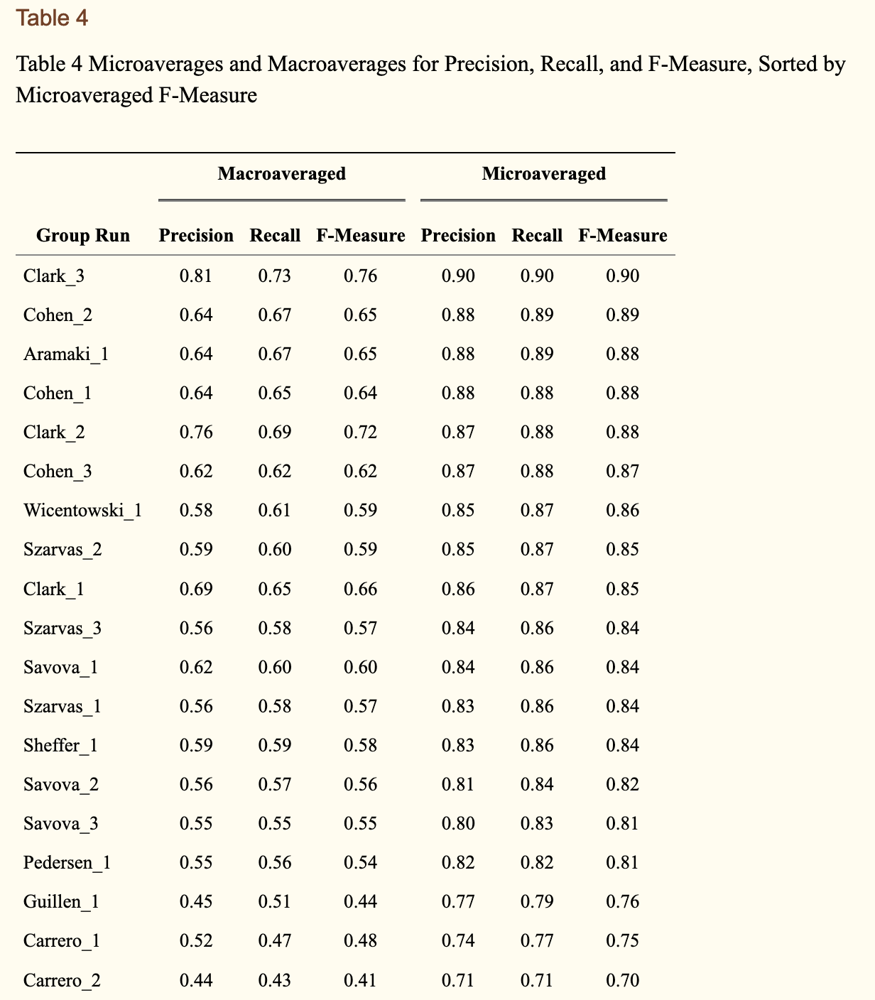 Table 4
Table 4 Microaverages and Macroaverages for Precision, Recall, and F-Measure, Sorted by
Microaveraged F-Measure
Macroaveraged Microaveraged
Group Run Precision Recall F-Measure Precision Recall F-Measure
Clark_3 0.81 0.73 0.76 0.90 0.90 0.90
Cohen_2 0.64 0.67 0.65 0.88 0.89 0.89
Aramaki_1 0.64 0.67 0.65 0.88 0.89 0.88
Cohen_1 0.64 0.65 0.64 0.88 0.88 0.88
Clark_2 0.76 0.69 0.72 0.87 0.88 0.88
Cohen_3 0.62 0.62 0.62 0.87 0.88 0.87
Wicentowski_1 0.58 0.61 0.59 0.85 0.87 0.86
Szarvas_2 0.59 0.60 0.59 0.85 0.87 0.85
Clark_1 0.69 0.65 0.66 0.86 0.87 0.85
Szarvas_3 0.56 0.58 0.57 0.84 0.86 0.84
Savova_1 0.62 0.60 0.60 0.84 0.86 0.84
Szarvas_1 0.56 0.58 0.57 0.83 0.86 0.84
Sheffer_1 0.59 0.59 0.58 0.83 0.86 0.84
Savova_2 0.56 0.57 0.56 0.81 0.84 0.82
Savova_3 0.55 0.55 0.55 0.80 0.83 0.81
Pedersen_1 0.55 0.56 0.54 0.82 0.82 0.81
Guillen_1 0.45 0.51 0.44 0.77 0.79 0.76
Carrero_1 0.52 0.47 0.48 0.74 0.77 0.75
Carrero_2 0.44 0.43 0.41 0.71 0.71 0.70